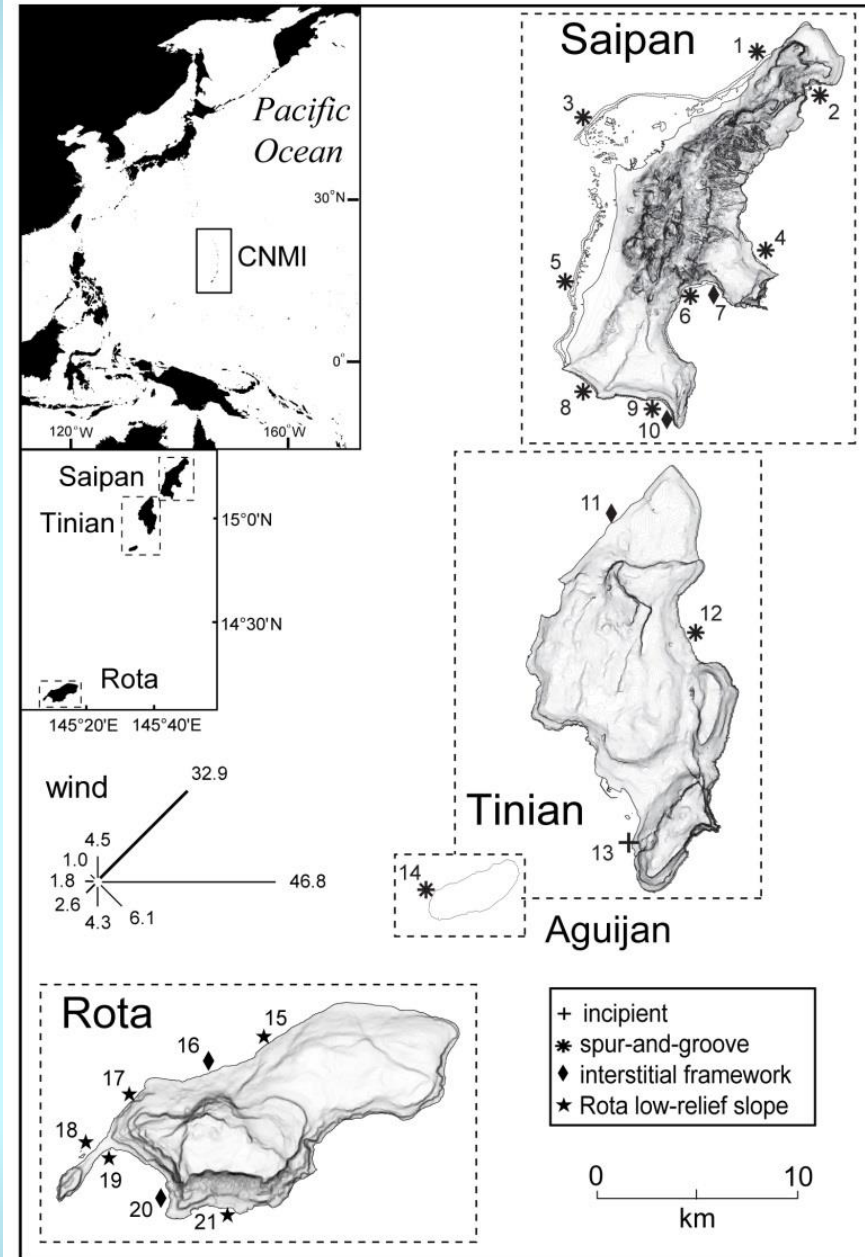 Pacific
Ocean
30°N
CNMI
0°
120°W
160°W
Saipan
1
2
3
4
5
6
7
8
9
10
Saipan
Tinian
15°0'N
14°30'N
Rota
145°20'E
145°40'E
11
12
Tinian
13
14
Aguijan
wind
32.9
4.5
1.0
1.8
2.6
4.3
6.1
46.8
Rota
15
16
17
18
19
20
21
incipient
spur-and-groove
interstitial framework
Rota low-relief slope
0
10
km